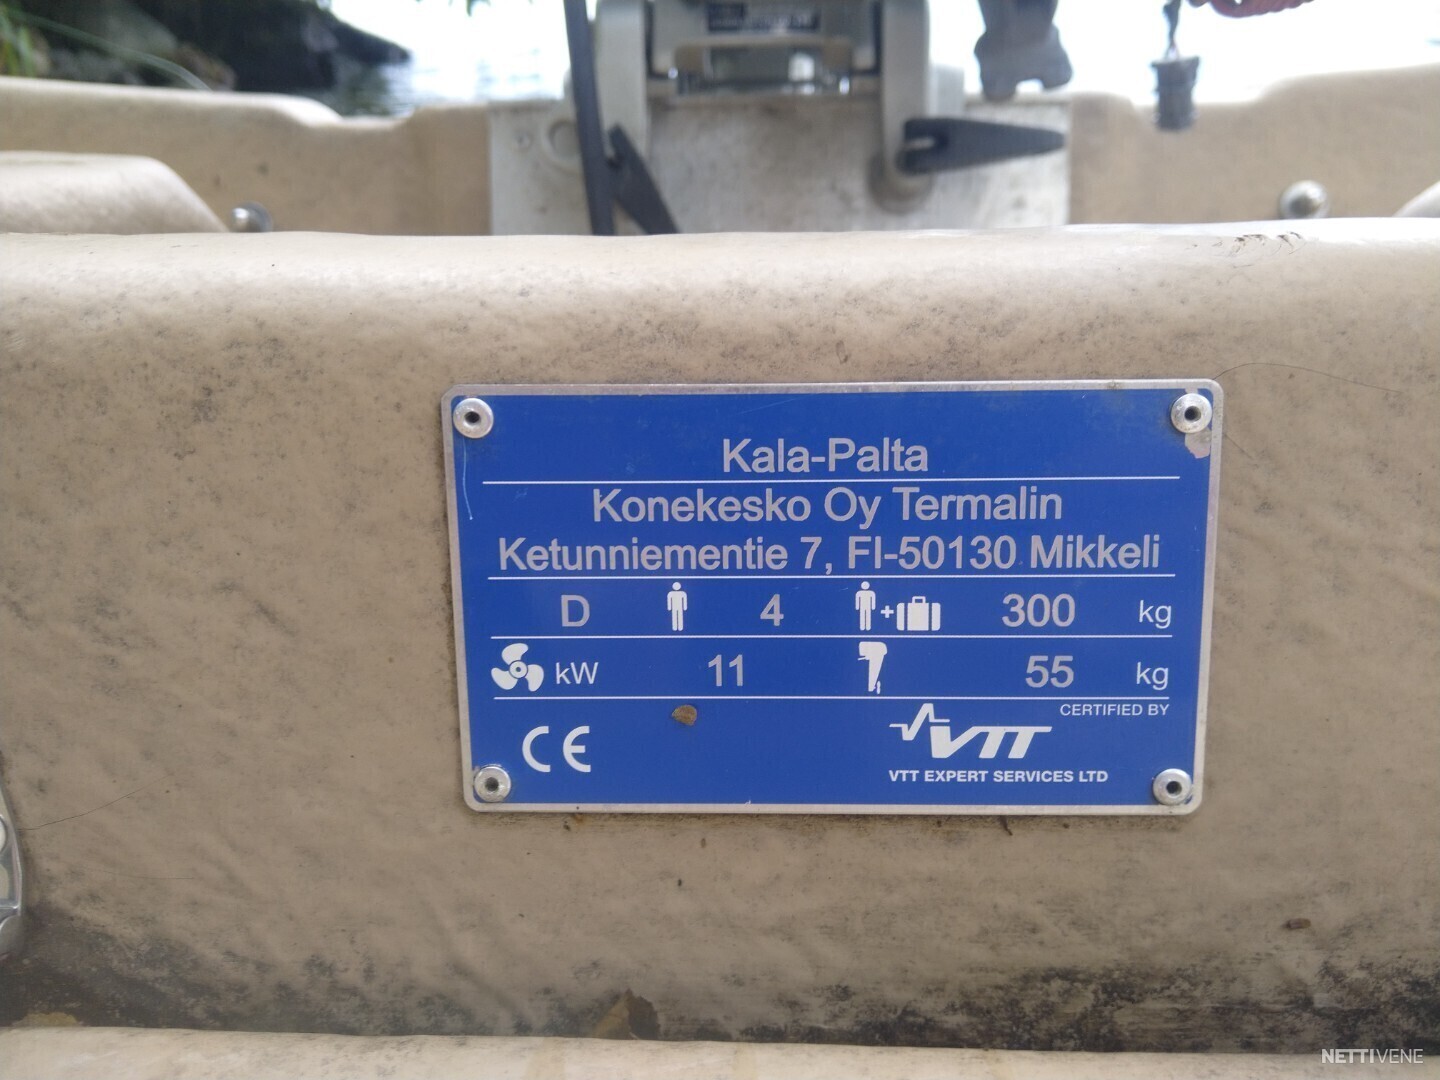 Kala-Palta
Konekesko Oy Termalin
Ketunniementie 7, FI-50130 Mikkeli
D 4 + 300 kg
kW 11 55 kg
CERTIFIED BY
CE VTT
VTT EXPERT SERVICES LTD
NETTIVENE